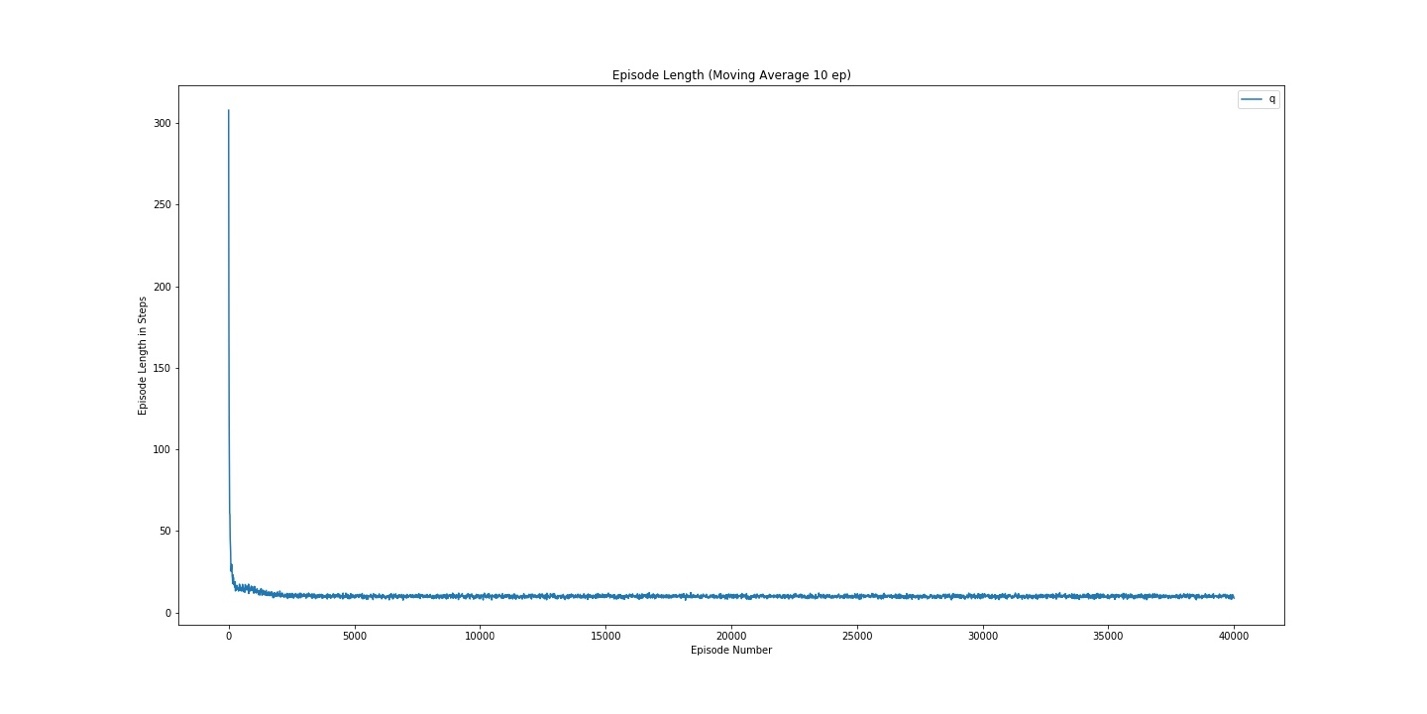 Episode Length (Moving Average 10 ep)
q
300
250
200
150
100
50
0
Episode Length in Steps
0 5000 10000 15000 20000 25000 30000 35000 40000
Episode Number